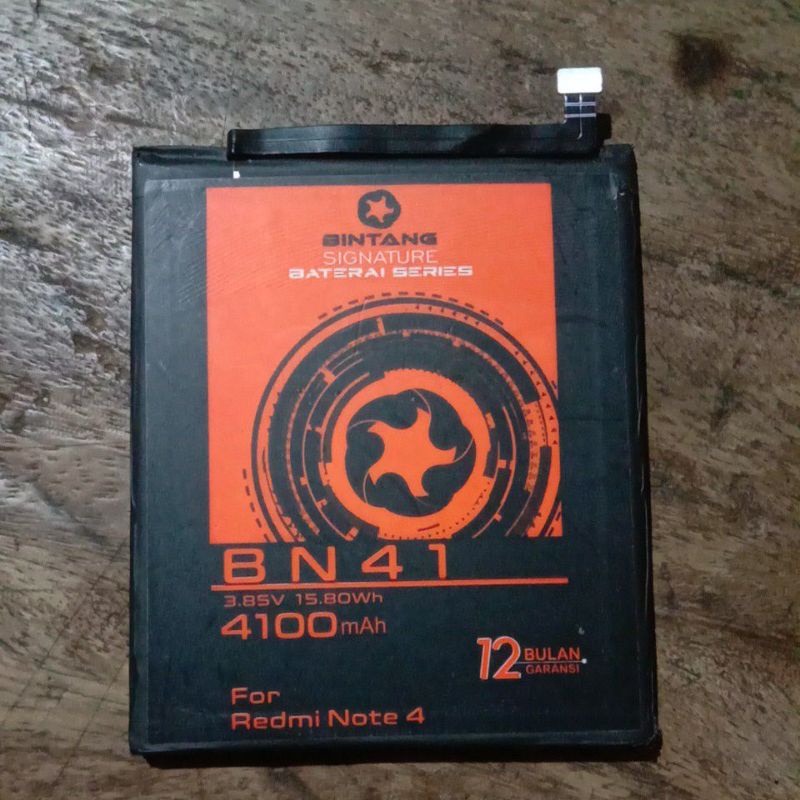 BINTANG
SIGNATURE
BATERAI SERIES
BN41
3.85V 15.80Wh
4100mAh
12 BULAN
GARANSI
For
Redmi Note 4